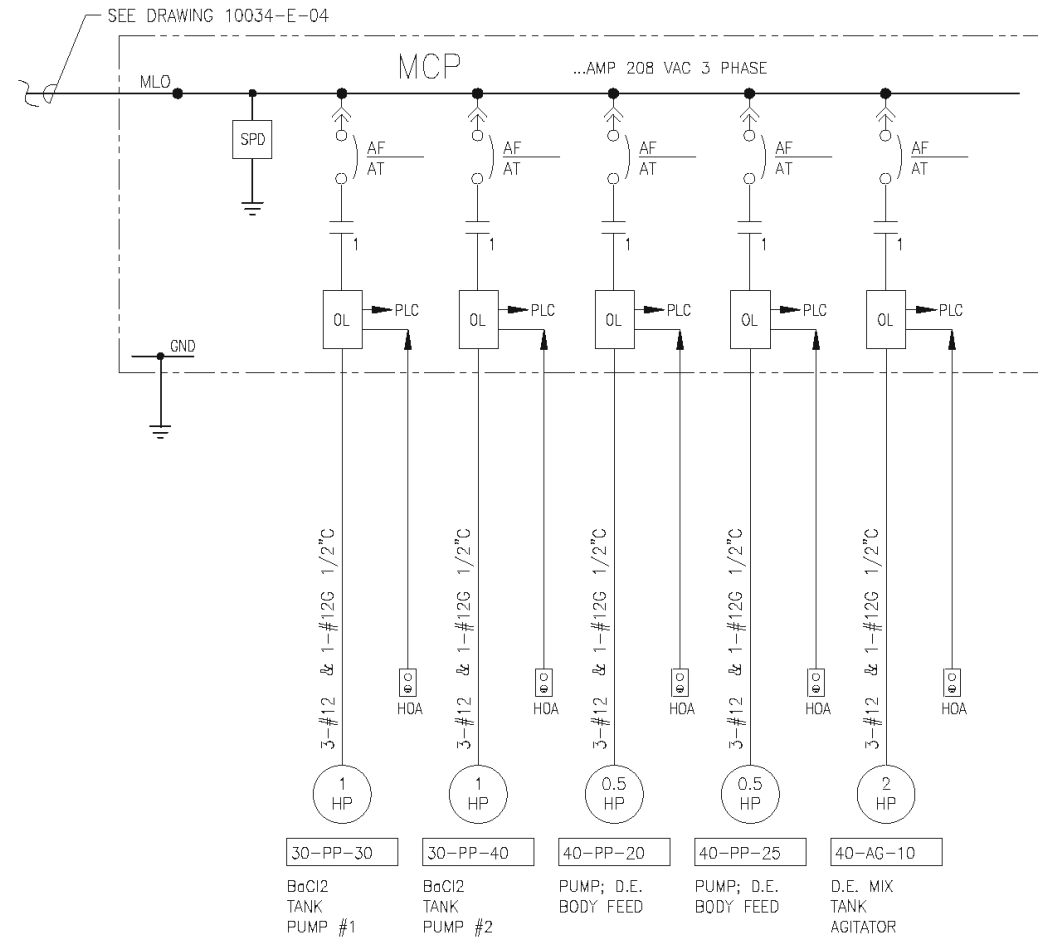 SEE DRAWING 10034-E-04
MCP
...AMP 208 VAC 3 PHASE
MLO
SPD
AF
AT
AF
AT
AF
AT
AF
AT
AF
AT
1
1
1
1
1
OL
PLC
OL
PLC
OL
PLC
OL
PLC
OL
PLC
GND
3-#12 & 1-#12G 1/2"C
3-#12 & 1-#12G 1/2"C
3-#12 & 1-#12G 1/2"C
3-#12 & 1-#12G 1/2"C
3-#12 & 1-#12G 1/2"C
HOA
HOA
HOA
HOA
HOA
1
HP
1
HP
0.5
HP
0.5
HP
2
HP
30-PP-30
30-PP-40
40-PP-20
40-PP-25
40-AG-10
BaCl2
TANK
PUMP #1
BaCl2
TANK
PUMP #2
PUMP; D.E.
BODY FEED
PUMP; D.E.
BODY FEED
D.E. MIX
TANK
AGITATOR